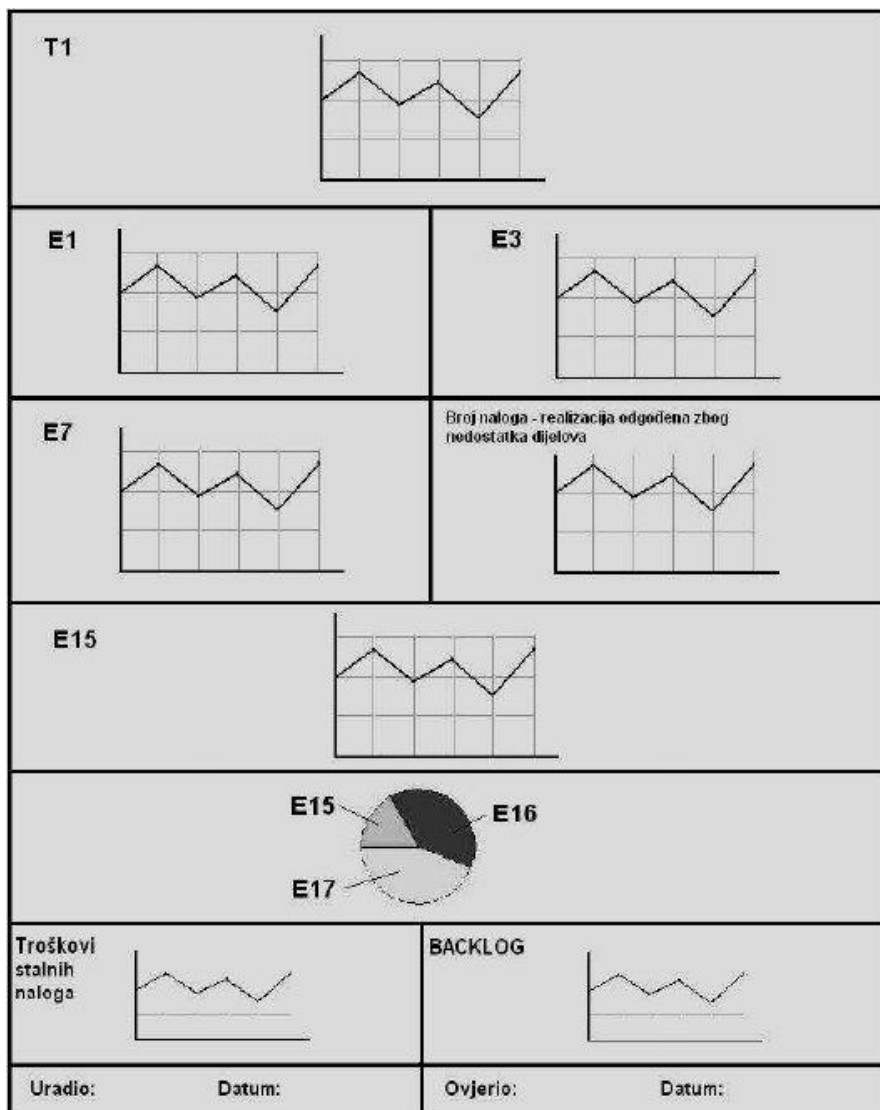 T1
E1
E3
E7
Broj naloga - realizacija odgođena zbog
nedostatka dijelova
E15
E15
E16
E17
Troškovi
stalnih
naloga
BACKLOG
Uradio:
Datum:
Ovjerio:
Datum: